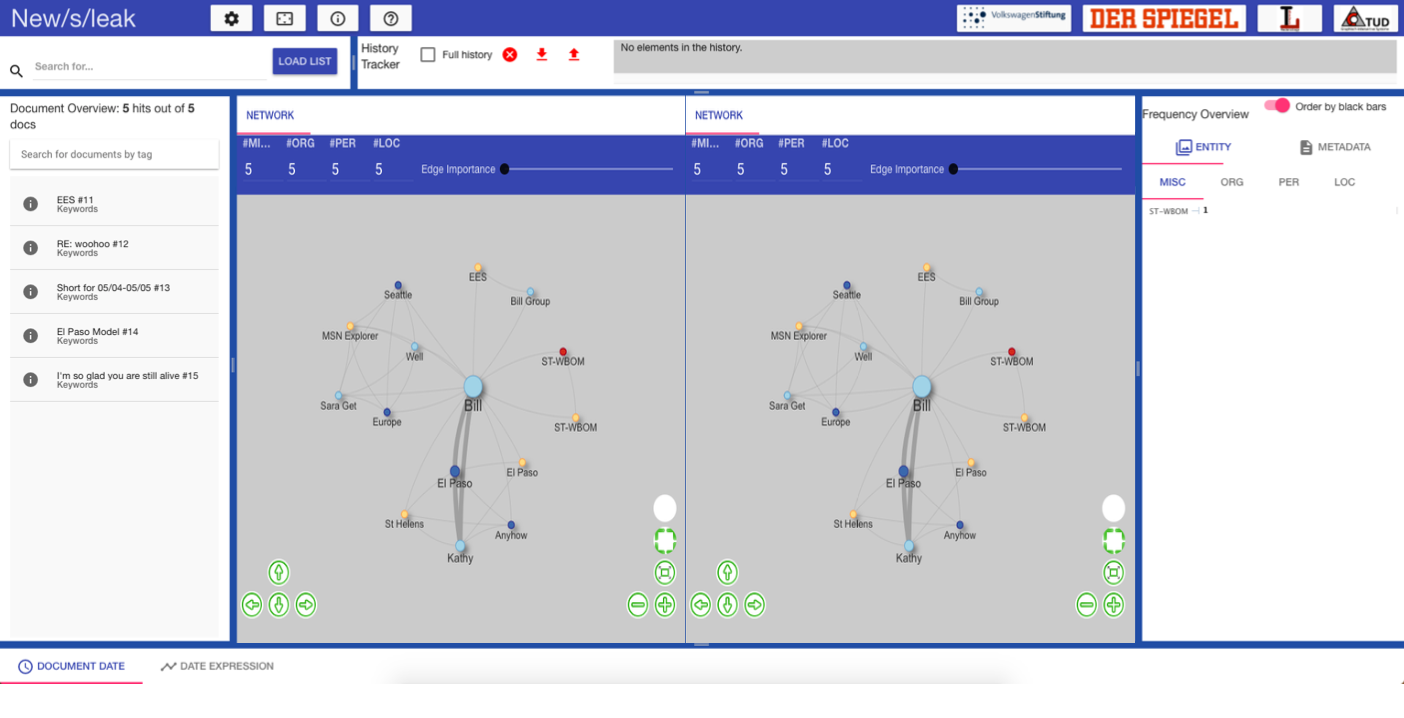 New/s/leak
VolkswagenStiftung
DER SPIEGEL
L
TUD
Search for...
LOAD LIST
History
Tracker
Full history
No elements in the history.
Document Overview: 5 hits out of 5
docs
Search for documents by tag
EES #11
Keywords
RE: woohoo #12
Keywords
Short for 05/04-05/05 #13
Keywords
El Paso Model #14
Keywords
I'm so glad you are still alive #15
Keywords
NETWORK
#MI... #ORG #PER #LOC
5 5 5 5 Edge Importance
EES
Seattle
Bill Group
MSN Explorer
Well
ST-WBOM
Sara Get
Bill
Europe
ST-WBOM
El Paso
El Paso
St Helens
Anyhow
Kathy
NETWORK
#MI... #ORG #PER #LOC
5 5 5 5 Edge Importance
EES
Seattle
Bill Group
MSN Explorer
Well
ST-WBOM
Sara Get
Bill
Europe
ST-WBOM
El Paso
El Paso
St Helens
Anyhow
Kathy
Frequency Overview
Order by black bars
ENTITY METADATA
MISC ORG PER LOC
ST-WBOM 1
DOCUMENT DATE DATE EXPRESSION